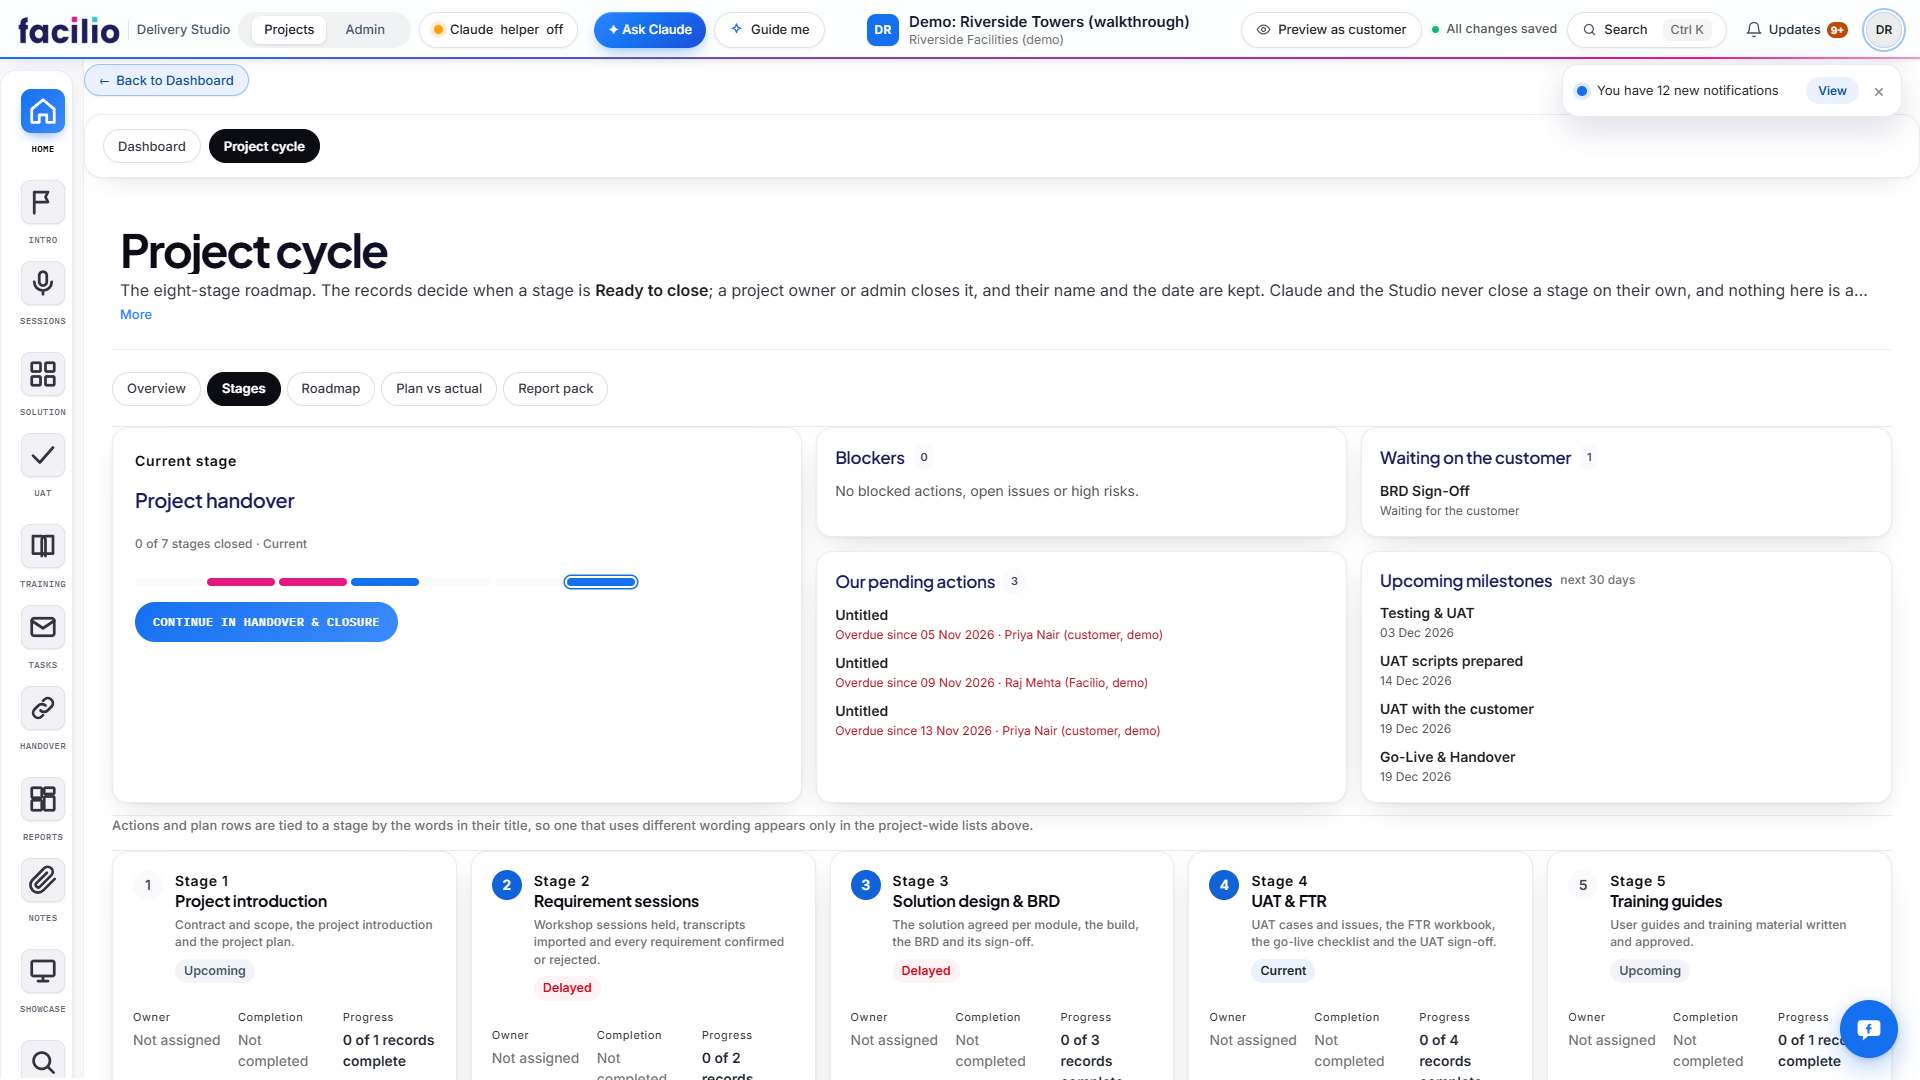 facilio
Delivery Studio
Projects
Admin
Claude helper off
✦ Ask Claude
Guide me
DR
Demo: Riverside Towers (walkthrough)
Riverside Facilities (demo)
Preview as customer
All changes saved
Search
Ctrl K
Updates
9+
DR
← Back to Dashboard
You have 12 new notifications
View
×
Dashboard
Project cycle
HOME
INTRO
SESSIONS
SOLUTION
UAT
TRAINING
TASKS
HANDOVER
REPORTS
NOTES
SHOWCASE
Project cycle
The eight-stage roadmap. The records decide when a stage is Ready to close; a project owner or admin closes it, and their name and the date are kept. Claude and the Studio never close a stage on their own, and nothing here is a...
More
Overview
Stages
Roadmap
Plan vs actual
Report pack
Current stage
Project handover
0 of 7 stages closed · Current
CONTINUE IN HANDOVER & CLOSURE
Blockers 0
No blocked actions, open issues or high risks.
Waiting on the customer 1
BRD Sign-Off
Waiting for the customer
Our pending actions 3
Untitled
Overdue since 05 Nov 2026 · Priya Nair (customer, demo)
Untitled
Overdue since 09 Nov 2026 · Raj Mehta (Facilio, demo)
Untitled
Overdue since 13 Nov 2026 · Priya Nair (customer, demo)
Upcoming milestones next 30 days
Testing & UAT
03 Dec 2026
UAT scripts prepared
14 Dec 2026
UAT with the customer
19 Dec 2026
Go-Live & Handover
19 Dec 2026
Actions and plan rows are tied to a stage by the words in their title, so one that uses different wording appears only in the project-wide lists above.
1
Stage 1
Project introduction
Contract and scope, the project introduction
and the project plan.
Upcoming
Owner
Not assigned
Completion
Not
completed
Progress
0 of 1 records
complete
2
Stage 2
Requirement sessions
Workshop sessions held, transcripts
imported and every requirement confirmed
or rejected.
Delayed
Owner
Not assigned
Completion
Not
completed
Progress
0 of 2
records
3
Stage 3
Solution design & BRD
The solution agreed per module, the build,
the BRD and its sign-off.
Delayed
Owner
Not assigned
Completion
Not
completed
Progress
0 of 3
records
complete
4
Stage 4
UAT & FTR
UAT cases and issues, the FTR workbook,
the go-live checklist and the UAT sign-off.
Current
Owner
Not assigned
Completion
Not
completed
Progress
0 of 4
records
complete
5
Stage 5
Training guides
User guides and training material written
and approved.
Upcoming
Owner
Not assigned
Completion
Not
completed
Progress
0 of 1
complete